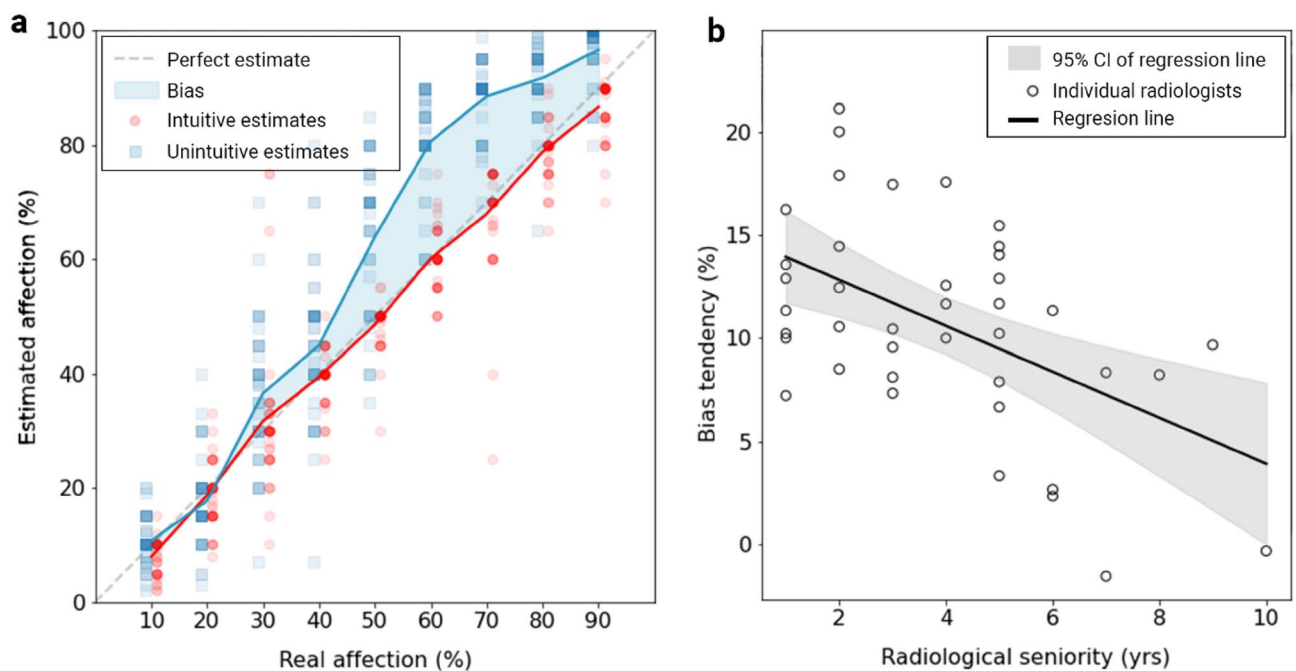 a
100
80
60
40
20
0
Estimated affection (%)
Perfect estimate
Bias
Intuitive estimates
Unintuitive estimates
10 20 30 40 50 60 70 80 90
Real affection (%)
b
20
15
10
5
0
Bias tendency (%)
95% CI of regression line
Individual radiologists
Regresion line
2 4 6 8 10
Radiological seniority (yrs)